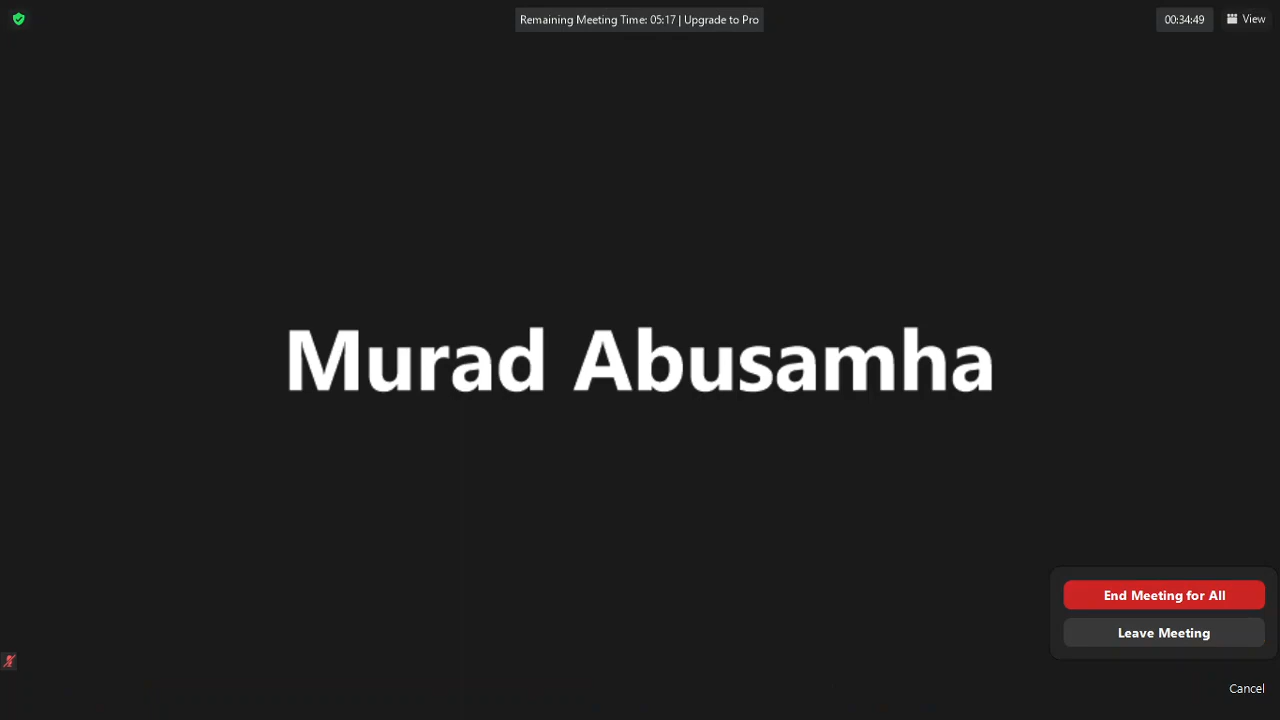 Remaining Meeting Time: 05:17 | Upgrade to Pro
00:34:49
View
Murad Abusamha
End Meeting for All
Leave Meeting
Cancel